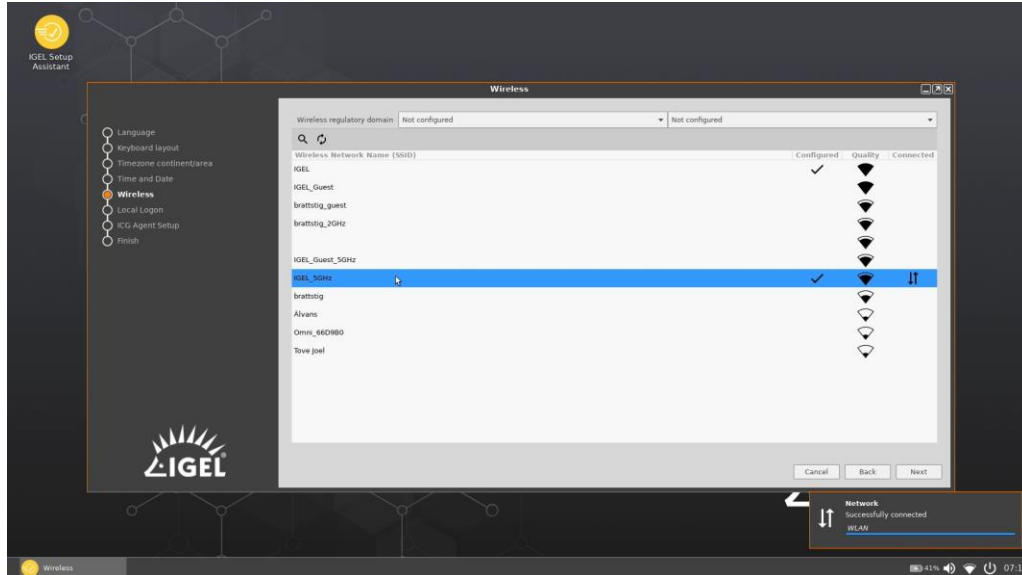 IGEL Setup
Assistant
Wireless
Language
Keyboard layout
Timezone continent/area
Time and Date
Wireless
Local Logon
ICG Agent Setup
Finish
IGEL
Wireless regulatory domain Not configured Not configured
Wireless Network Name (SSID) Configured Quality Connected
IGEL
IGEL_Guest
brattstig_guest
brattstig_2GHz
IGEL_Guest_5GHz
IGEL_5GHz
brattstig
Älvans
Omni_66D9B0
Tove Joel
Cancel Back Next
Network
Successfully connected
WLAN
Wireless
41%